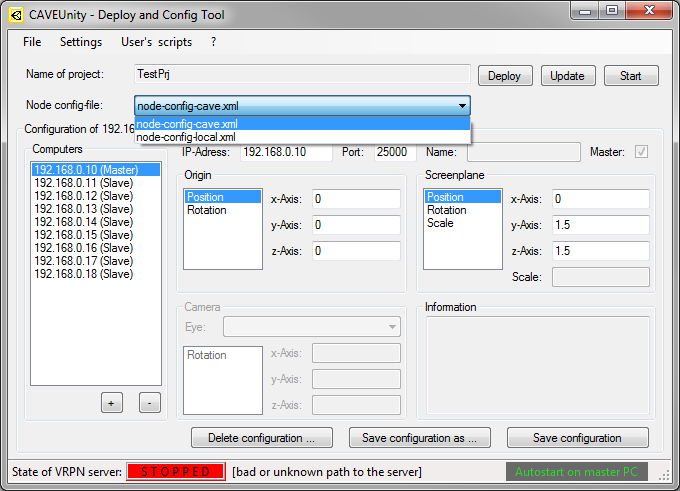 CAVEUnity - Deploy and Config Tool
File Settings User's scripts ?
Name of project: TestPrj Deploy Update Start
Node config-file: node-config-cave.xml
node-config-cave.xml
node-config-local.xml
Configuration of 192.16
Computers
IP-Adress: 192.168.0.10 Port: 25000 Name: Master:
192.168.0.10 (Master)
192.168.0.11 (Slave)
192.168.0.12 (Slave)
192.168.0.13 (Slave)
192.168.0.14 (Slave)
192.168.0.15 (Slave)
192.168.0.16 (Slave)
192.168.0.17 (Slave)
192.168.0.18 (Slave)
+ -
Origin
Position
Rotation
x-Axis: 0
y-Axis: 0
z-Axis: 0
Screenplane
Position
Rotation
Scale
x-Axis: 0
y-Axis: 1.5
z-Axis: 1.5
Scale:
Camera
Eye:
Rotation
x-Axis:
y-Axis:
z-Axis:
Information
Delete configuration ... Save configuration as ... Save configuration
State of VRPN server: STOPPED [bad or unknown path to the server] Autostart on master PC